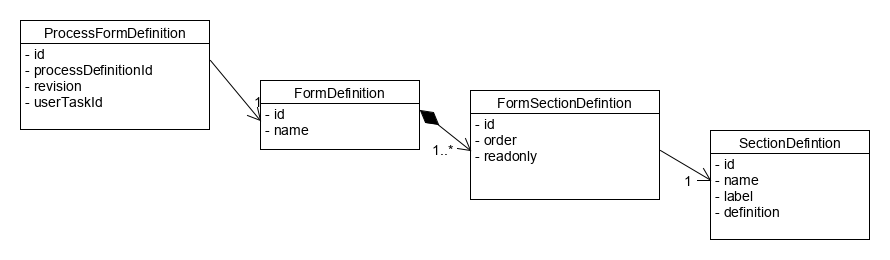 ProcessFormDefinition
- id
- processDefinitionId
- revision
- userTaskId
1
FormDefinition
- id
- name
1..*
FormSectionDefintion
- id
- order
- readonly
1
SectionDefintion
- id
- name
- label
- definition